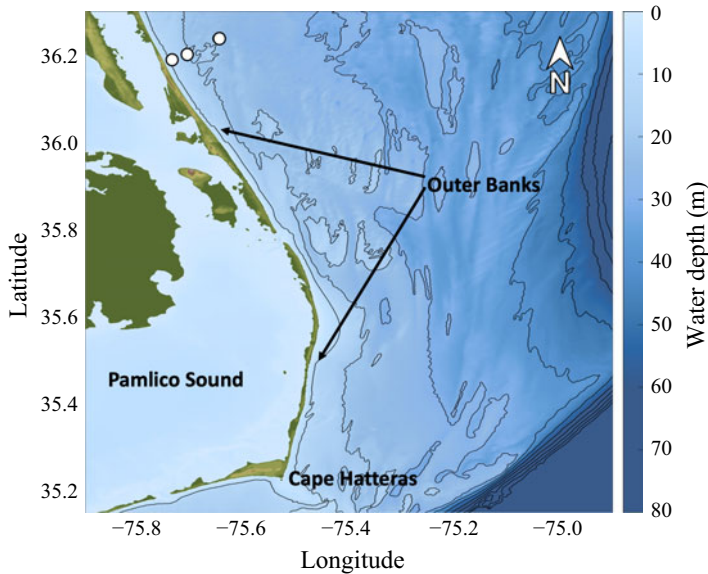 36.2
36.0
35.8
35.6
35.4
35.2
Latitude
−75.8
−75.6
−75.4
−75.2
−75.0
Longitude
N
Outer Banks
Pamlico Sound
Cape Hatteras
0
10
20
30
40
50
60
70
80
Water depth (m)